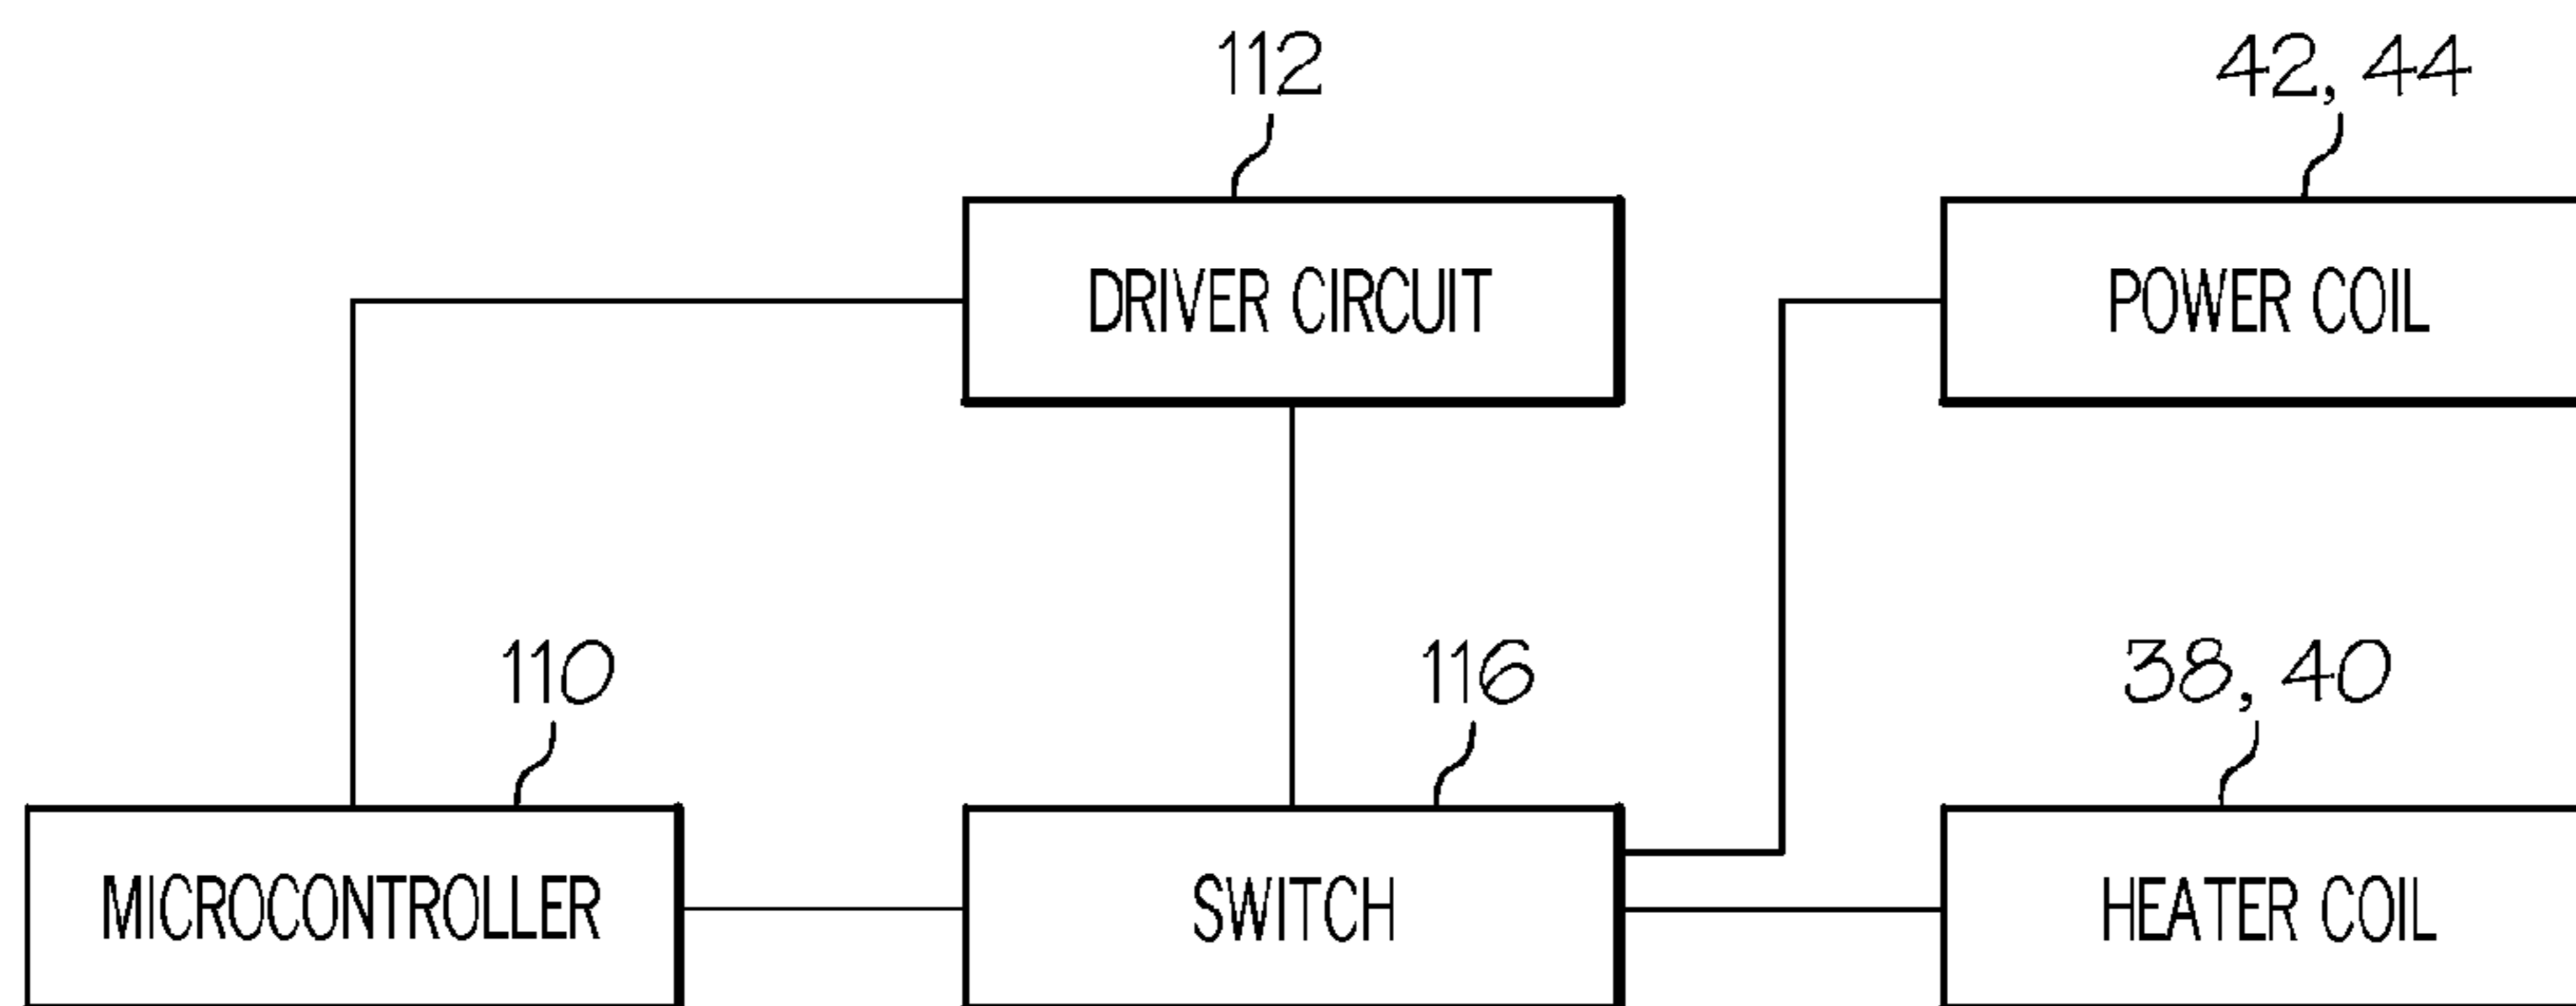 112
42, 44
DRIVER CIRCUIT
POWER COIL
110
116
38, 40
MICROCONTROLLER
SWITCH
HEATER COIL